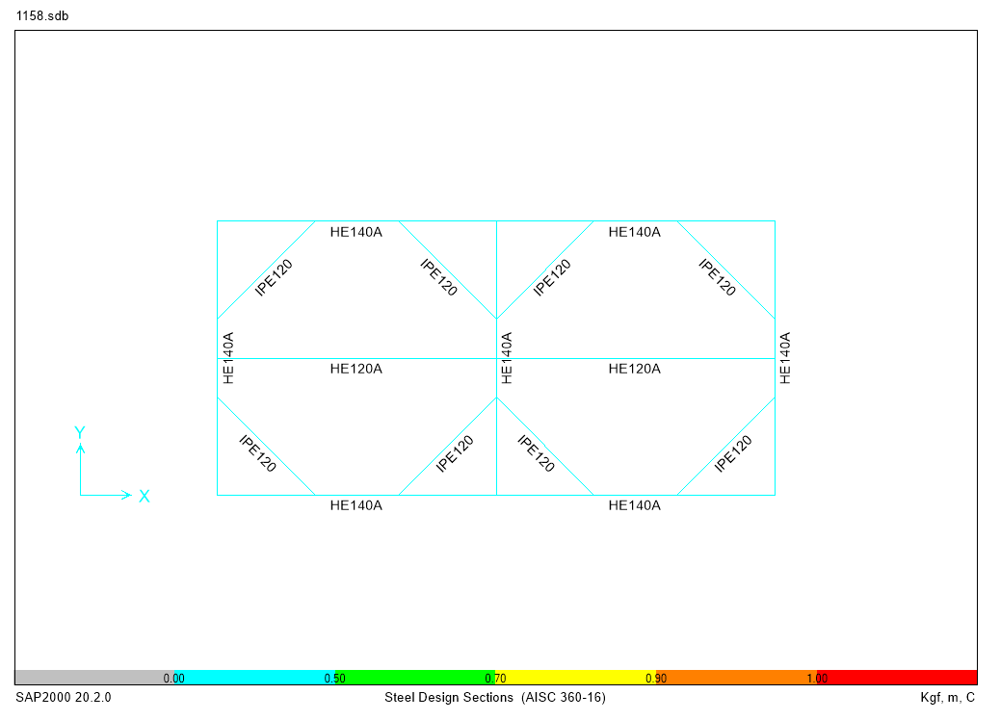 1158.sdb
HE140A
HE140A
IPE120
IPE120
IPE120
IPE120
HE140A
HE140A
HE140A
HE120A
HE120A
Y
IPE120
IPE120
IPE120
IPE120
X
HE140A
HE140A
0.00
0.50
0.70
0.90
1.00
SAP2000 20.2.0
Steel Design Sections (AISC 360-16)
Kgf, m, C